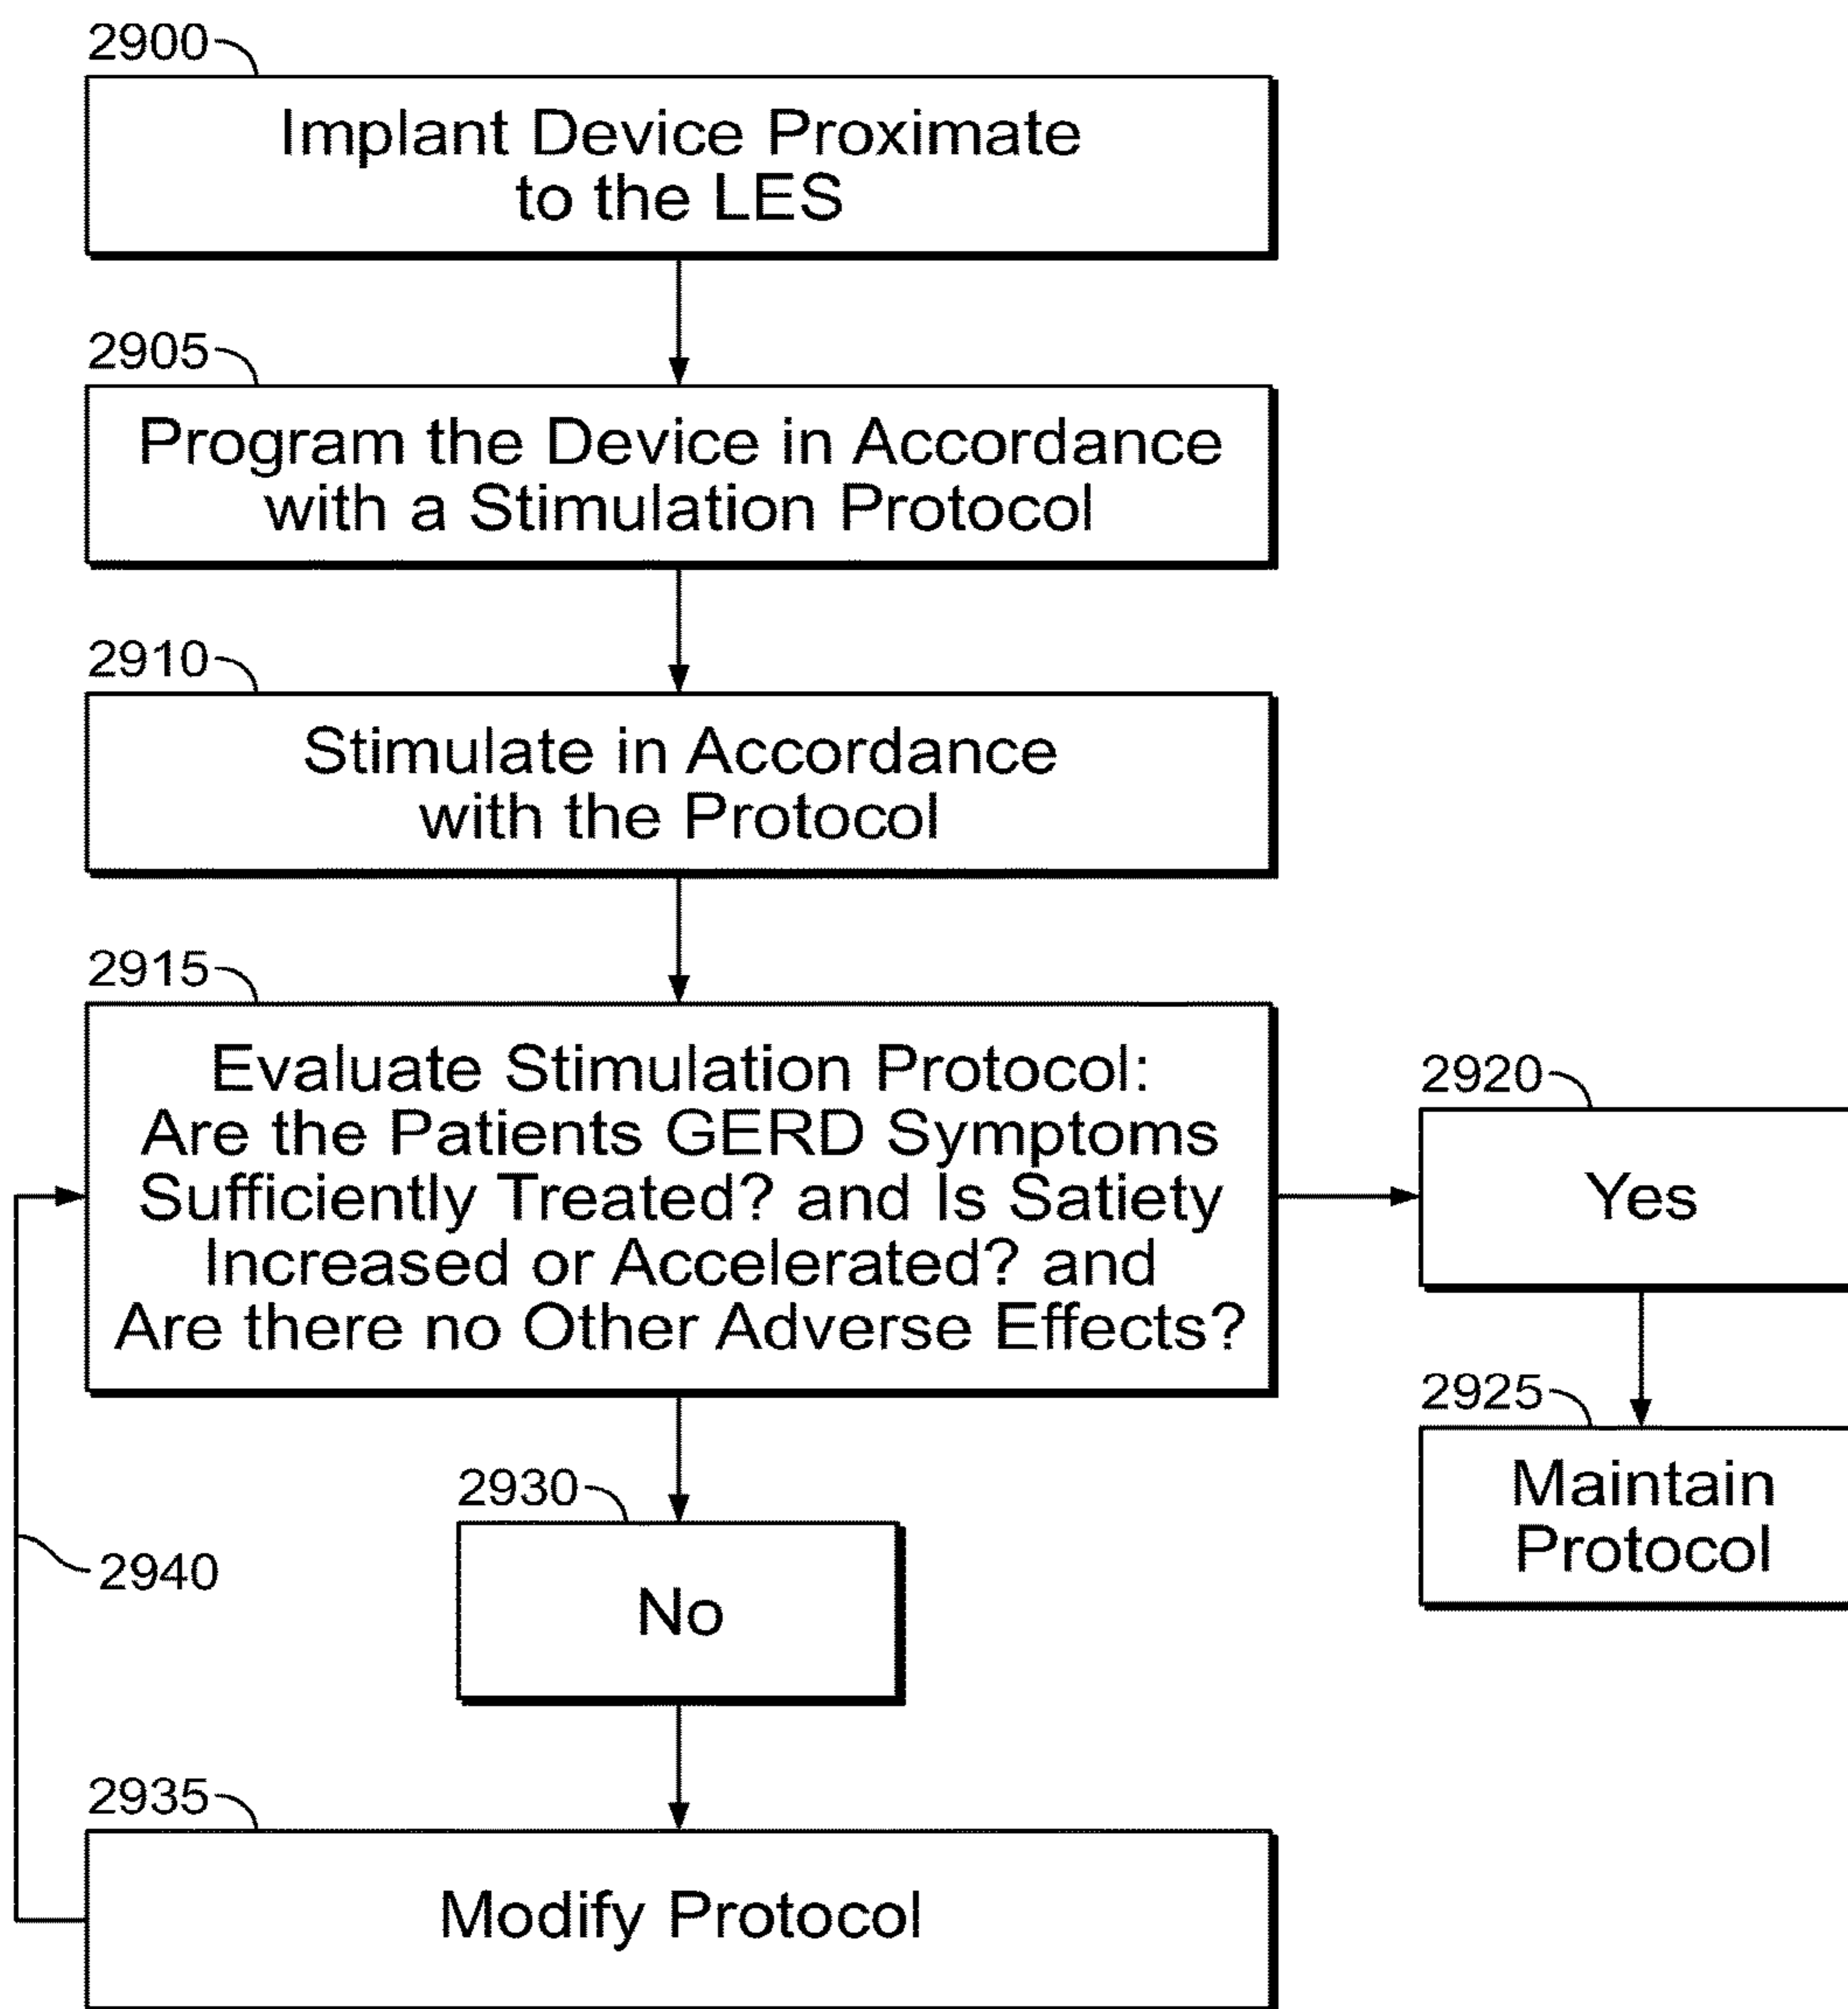 2900
Implant Device Proximate
to the LES
2905
Program the Device in Accordance
with a Stimulation Protocol
2910
Stimulate in Accordance
with the Protocol
2915
Evaluate Stimulation Protocol:
Are the Patients GERD Symptoms
Sufficiently Treated? and Is Satiety
Increased or Accelerated? and
Are there no Other Adverse Effects?
2920
Yes
2925
Maintain
Protocol
2930
No
2940
2935
Modify Protocol